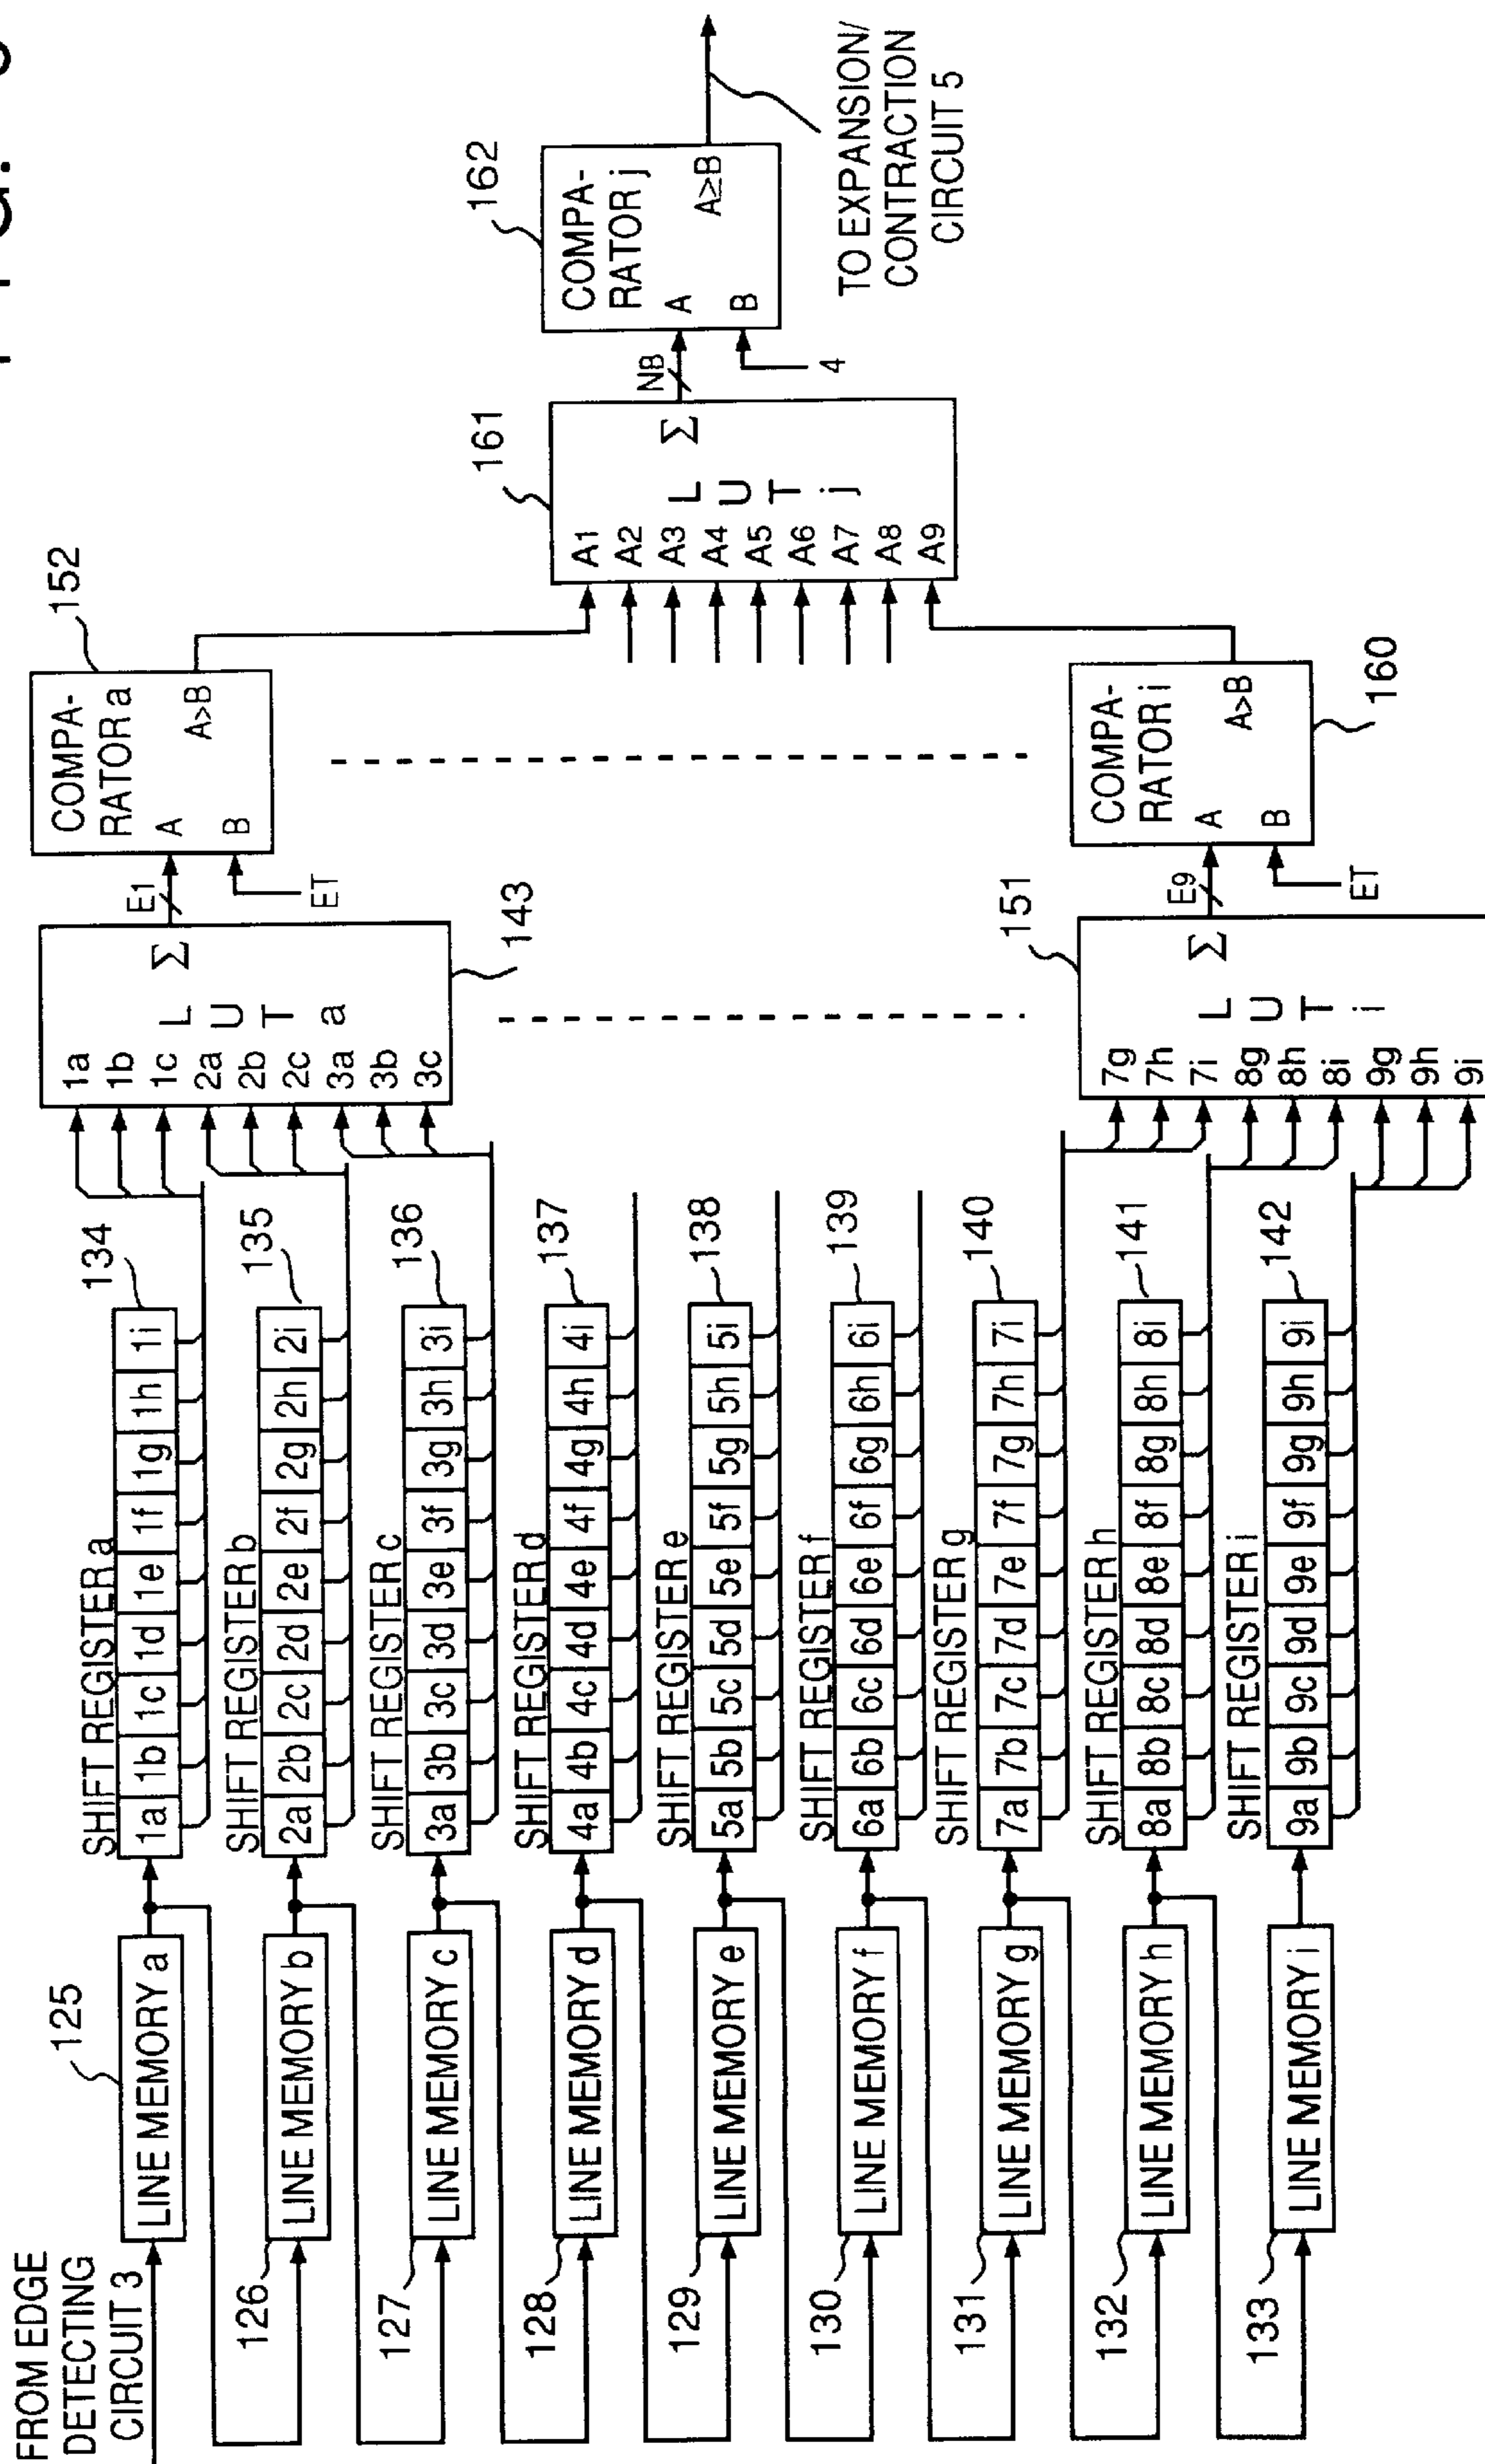 FROM EDGE
DETECTING
CIRCUIT 3
125
LINE MEMORY a
126
LINE MEMORY b
127
LINE MEMORY c
128
LINE MEMORY d
129
LINE MEMORY e
130
LINE MEMORY f
131
LINE MEMORY g
132
LINE MEMORY h
133
LINE MEMORY i
SHIFT REGISTER a
134
1a 1b 1c 1d 1e 1f 1g 1h 1i
SHIFT REGISTER b
135
2a 2b 2c 2d 2e 2f 2g 2h 2i
SHIFT REGISTER c
136
3a 3b 3c 3d 3e 3f 3g 3h 3i
SHIFT REGISTER d
137
4a 4b 4c 4d 4e 4f 4g 4h 4i
SHIFT REGISTER e
138
5a 5b 5c 5d 5e 5f 5g 5h 5i
SHIFT REGISTER f
139
6a 6b 6c 6d 6e 6f 6g 6h 6i
SHIFT REGISTER g
140
7a 7b 7c 7d 7e 7f 7g 7h 7i
SHIFT REGISTER h
141
8a 8b 8c 8d 8e 8f 8g 8h 8i
SHIFT REGISTER i
142
9a 9b 9c 9d 9e 9f 9g 9h 9i
1a
1b
1c
2a
2b
2c
3a
3b
3c
L
U
T
a
Σ
143
E1
ET
COMPA-
RATOR a
A
B
A>B
152
151
7g
7h
7i
8g
8h
8i
9g
9h
9i
L
U
T
i
Σ
E9
ET
COMPA-
RATOR i
A
B
A>B
160
161
A1
A2
A3
A4
A5
A6
A7
A8
A9
L
U
T
j
Σ
NB
4
162
COMPA-
RATOR j
A
B
A≥B
TO EXPANSION/
CONTRACTION
CIRCUIT 5